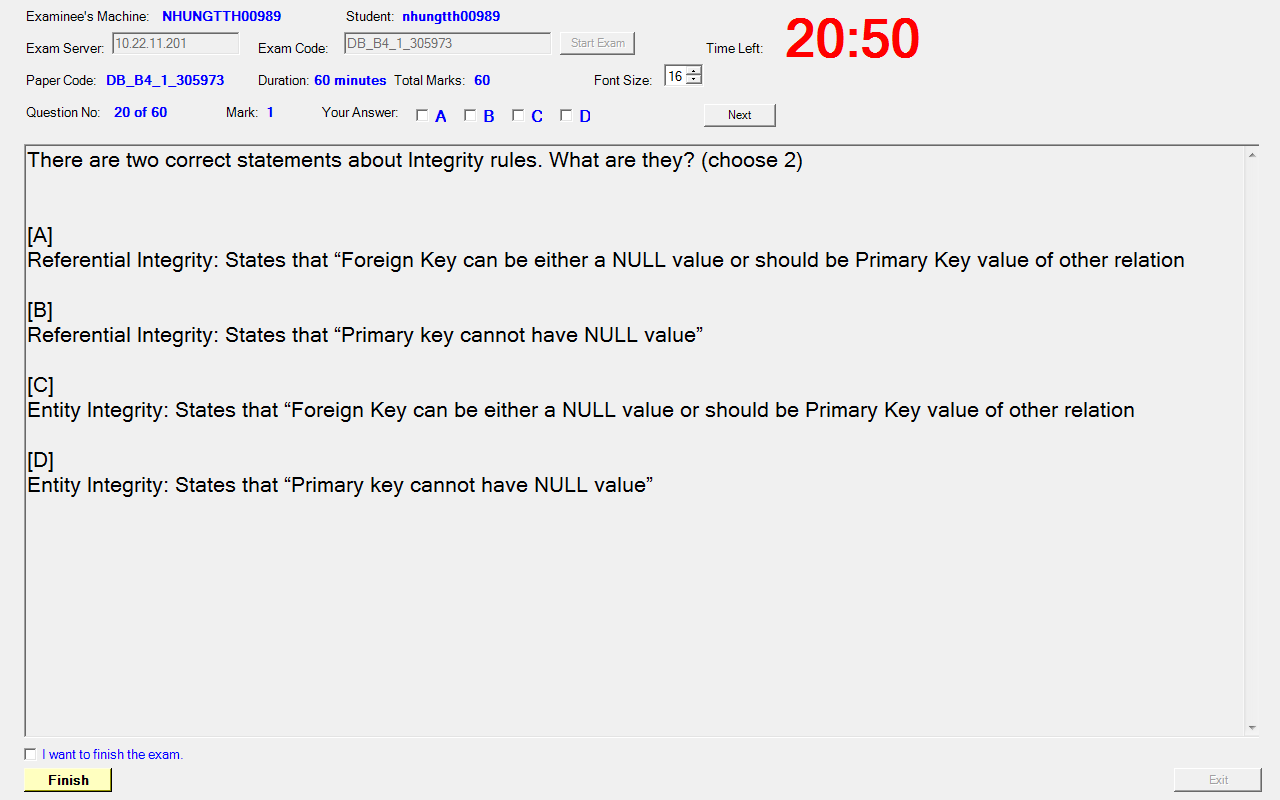 Examinee's Machine: NHUNGTTH00989 Student: nhungtth00989
Exam Server: 10.22.11.201 Exam Code: DB_B4_1_305973 Start Exam Time Left: 20:50
Paper Code: DB_B4_1_305973 Duration: 60 minutes Total Marks: 60 Font Size: 16
Question No: 20 of 60 Mark: 1 Your Answer: A B C D Next
There are two correct statements about Integrity rules. What are they? (choose 2)
[A]
Referential Integrity: States that “Foreign Key can be either a NULL value or should be Primary Key value of other relation
[B]
Referential Integrity: States that “Primary key cannot have NULL value”
[C]
Entity Integrity: States that “Foreign Key can be either a NULL value or should be Primary Key value of other relation
[D]
Entity Integrity: States that “Primary key cannot have NULL value”
I want to finish the exam.
Finish Exit